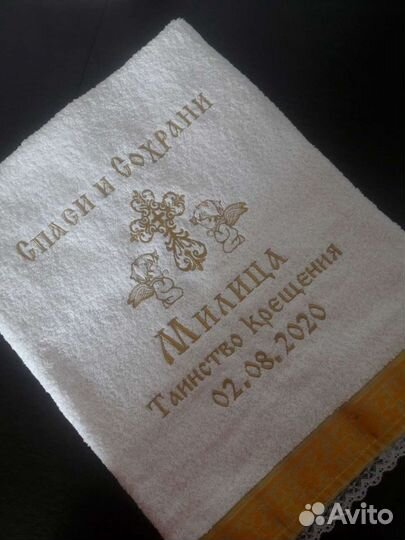 Спаси и Сохрани
Милица
Таинство Крещения
02.08.2020
Avito